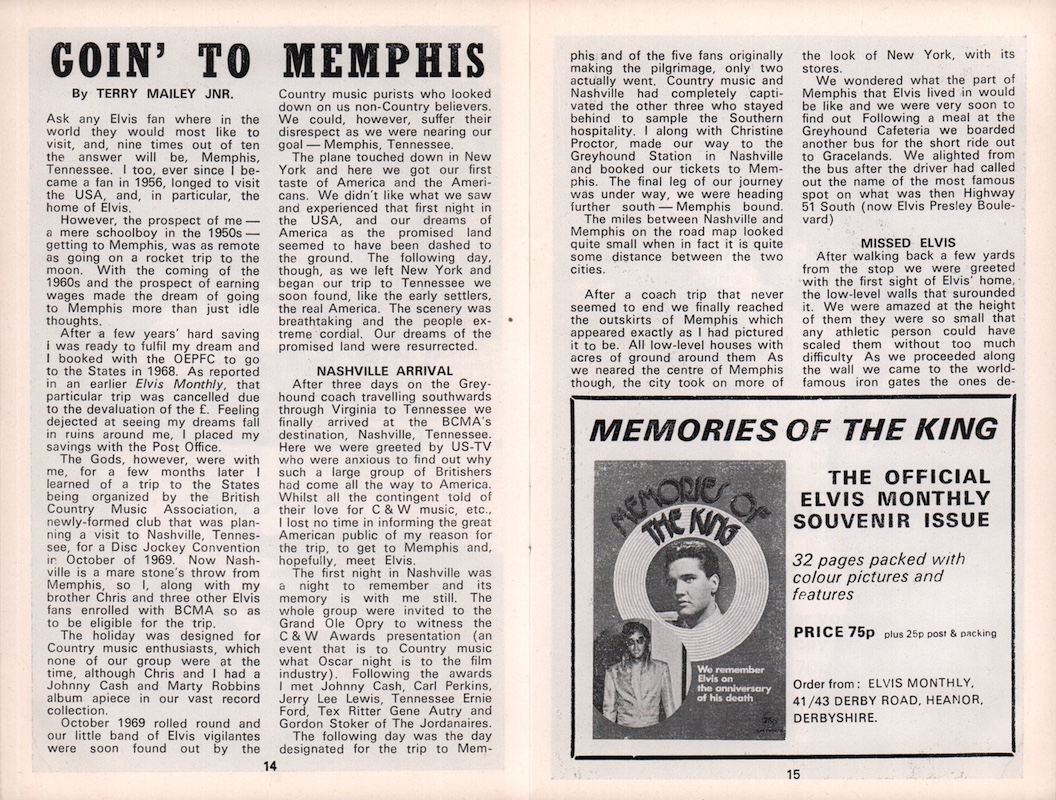 GOIN' TO MEMPHIS
By TERRY MAILEY JNR.
Ask any Elvis fan where in the
world they would most like to
visit, and, nine times out of ten
the answer will be, Memphis,
Tennessee. I too, ever since I be-
came a fan in 1956, longed to visit
the USA, and, in particular, the
home of Elvis.
However, the prospect of me —
a mere schoolboy in the 1950s —
getting to Memphis, was as remote
as going on a rocket trip to the
moon. With the coming of the
1960s and the prospect of earning
wages made the dream of going
to Memphis more than just idle
thoughts.
After a few years' hard saving
I was ready to fulfil my dream and
I booked with the OEPFC to go
to the States in 1968. As reported
in an earlier Elvis Monthly, that
particular trip was cancelled due
to the devaluation of the £. Feeling
dejected at seeing my dreams fall
in ruins around me, I placed my
savings with the Post Office.
The Gods, however, were with
me, for a few months later I
learned of a trip to the States
being organized by the British
Country Music Association, a
newly-formed club that was plan-
ning a visit to Nashville, Tennes-
see, for a Disc Jockey Convention
in October of 1969. Now Nash-
ville is a mare stone's throw from
Memphis, so I, along with my
brother Chris and three other Elvis
fans enrolled with BCMA so as
to be eligible for the trip.
The holiday was designed for
Country music enthusiasts, which
none of our group were at the
time, although Chris and I had a
Johnny Cash and Marty Robbins
album apiece in our vast record
collection.
October 1969 rolled round and
our little band of Elvis vigilantes
were soon found out by the
Country music purists who looked
down on us non-Country believers.
We could, however, suffer their
disrespect as we were nearing our
goal — Memphis, Tennessee.
The plane touched down in New
York and here we got our first
taste of America and the Ameri-
cans. We didn't like what we saw
and experienced that first night in
the USA, and our dreams of
America as the promised land
seemed to have been dashed to
the ground. The following day,
though, as we left New York and
began our trip to Tennessee we
soon found, like the early settlers,
the real America. The scenery was
breathtaking and the people ex-
treme cordial. Our dreams of the
promised land were resurrected.
NASHVILLE ARRIVAL
After three days on the Grey-
hound coach travelling southwards
through Virginia to Tennessee we
finally arrived at the BCMA's
destination, Nashville, Tennessee.
Here we were greeted by US-TV
who were anxious to find out why
such a large group of Britishers
had come all the way to America.
Whilst all the contingent told of
their love for C & W music, etc.,
I lost no time in informing the great
American public of my reason for
the trip, to get to Memphis and,
hopefully, meet Elvis.
The first night in Nashville was
a night to remember and its
memory is with me still. The
whole group were invited to the
Grand Ole Opry to witness the
C & W Awards presentation (an
event that is to Country music
what Oscar night is to the film
industry). Following the awards
I met Johnny Cash, Carl Perkins,
Jerry Lee Lewis, Tennessee Ernie
Ford, Tex Ritter Gene Autry and
Gordon Stoker of The Jordanaires.
The following day was the day
designated for the trip to Mem-
14
phis and of the five fans originally
making the pilgrimage, only two
actually went. Country music and
Nashville had completely capti-
vated the other three who stayed
behind to sample the Southern
hospitality. I along with Christine
Proctor, made our way to the
Greyhound Station in Nashville
and booked our tickets to Mem-
phis. The final leg of our journey
was under way, we were heading
further south — Memphis bound.
The miles between Nashville and
Memphis on the road map looked
quite small when in fact it is quite
some distance between the two
cities.
After a coach trip that never
seemed to end we finally reached
the outskirts of Memphis which
appeared exactly as I had pictured
it to be. All low-level houses with
acres of ground around them As
we neared the centre of Memphis
though, the city took on more of
the look of New York, with its
stores.
We wondered what the part of
Memphis that Elvis lived in would
be like and we were very soon to
find out Following a meal at the
Greyhound Cafeteria we boarded
another bus for the short ride out
to Gracelands. We alighted from
the bus after the driver had called
out the name of the most famous
spot on what was then Highway
51 South (now Elvis Presley Boule-
vard)
MISSED ELVIS
After walking back a few yards
from the stop we were greeted
with the first sight of Elvis' home.
the low-level walls that surounded
it. We were amazed at the height
of them they were so small that
any athletic person could have
scaled them without too much
difficulty As we proceeded along
the wall we came to the world-
famous iron gates the ones de-
MEMORIES OF THE KING
MEMORIES OF
THE KING
We remember
Elvis on
the anniversary
of his death
THE OFFICIAL
ELVIS MONTHLY
SOUVENIR ISSUE
32 pages packed with
colour pictures and
features
PRICE 75p plus 25p post & packing
Order from: ELVIS MONTHLY,
41/43 DERBY ROAD, HEANOR,
DERBYSHIRE.
15